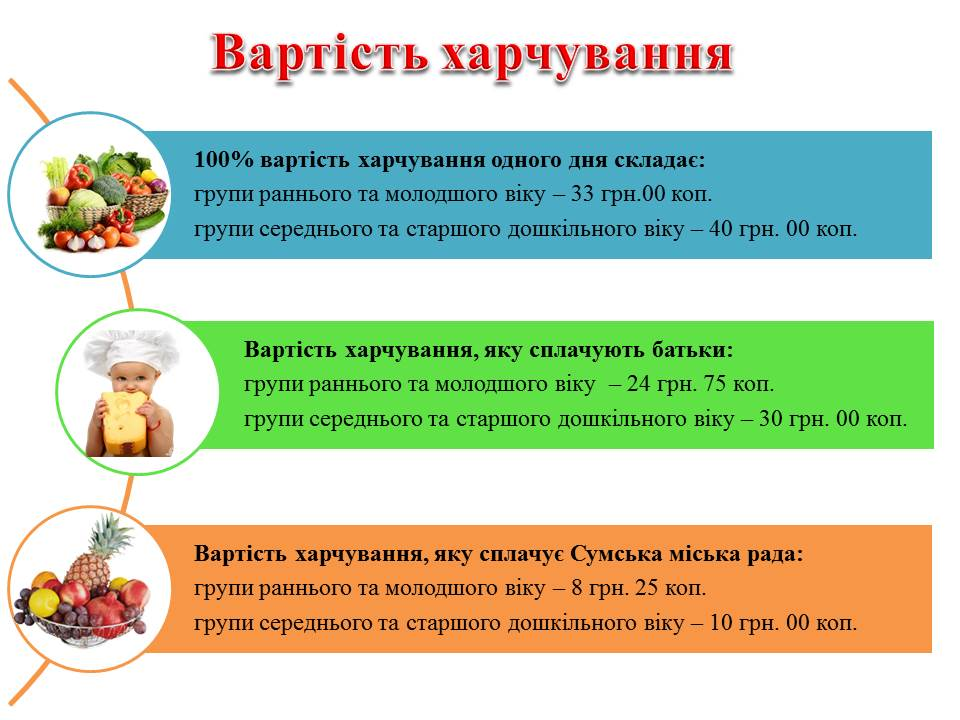 Вартість харчування
100% вартість харчування одного дня складає:
групи раннього та молодшого віку – 33 грн.00 коп.
групи середнього та старшого дошкільного віку – 40 грн. 00 коп.
Вартість харчування, яку сплачують батьки:
групи раннього та молодшого віку – 24 грн. 75 коп.
групи середнього та старшого дошкільного віку – 30 грн. 00 коп.
Вартість харчування, яку сплачує Сумська міська рада:
групи раннього та молодшого віку – 8 грн. 25 коп.
групи середнього та старшого дошкільного віку – 10 грн. 00 коп.